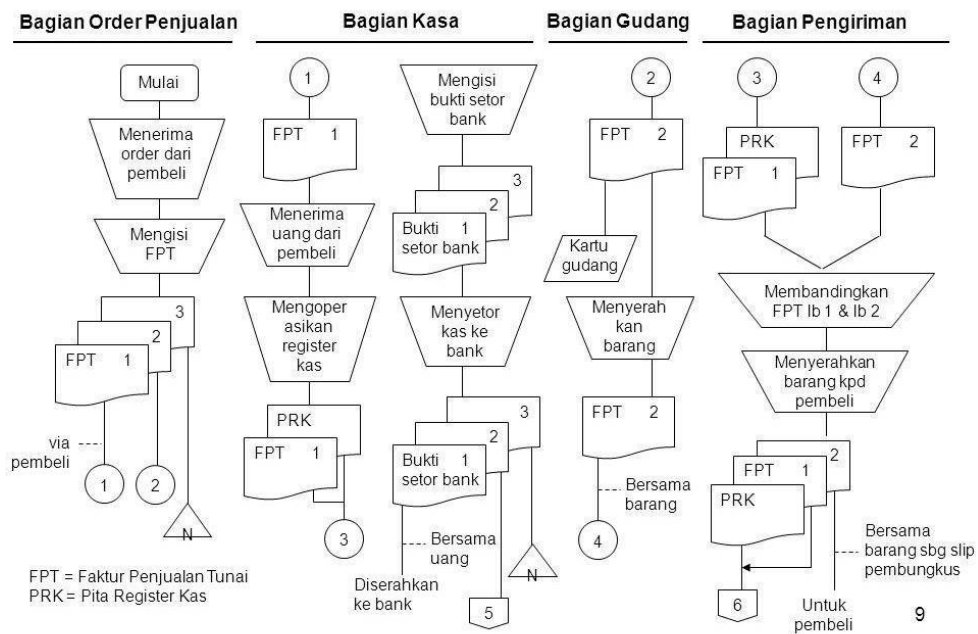 Bagian Order Penjualan
Mulai
Menerima
order dari
pembeli
Mengisi
FPT
3
2
FPT 1
via
pembeli
1
2
N
FPT = Faktur Penjualan Tunai
PRK = Pita Register Kas
Bagian Kasa
1
FPT 1
Menerima
uang dari
pembeli
Mengoper
asikan
register
kas
PRK
FPT 1
3
Mengisi
bukti setor
bank
3
2
Bukti 1
setor bank
Menyetor
kas ke
bank
3
2
Bukti 1
setor bank
Bersama
uang
Diserahkan
ke bank
N
5
Bagian Gudang
2
FPT 2
Kartu
gudang
Menyerah
kan
barang
FPT 2
Bersama
barang
4
Bagian Pengiriman
3
4
PRK
FPT 1
FPT 2
Membandingkan
FPT lb 1 & lb 2
Menyerahkan
barang kpd
pembeli
2
FPT 1
PRK
Bersama
barang sbg slip
pembungkus
6
Untuk
pembeli
9